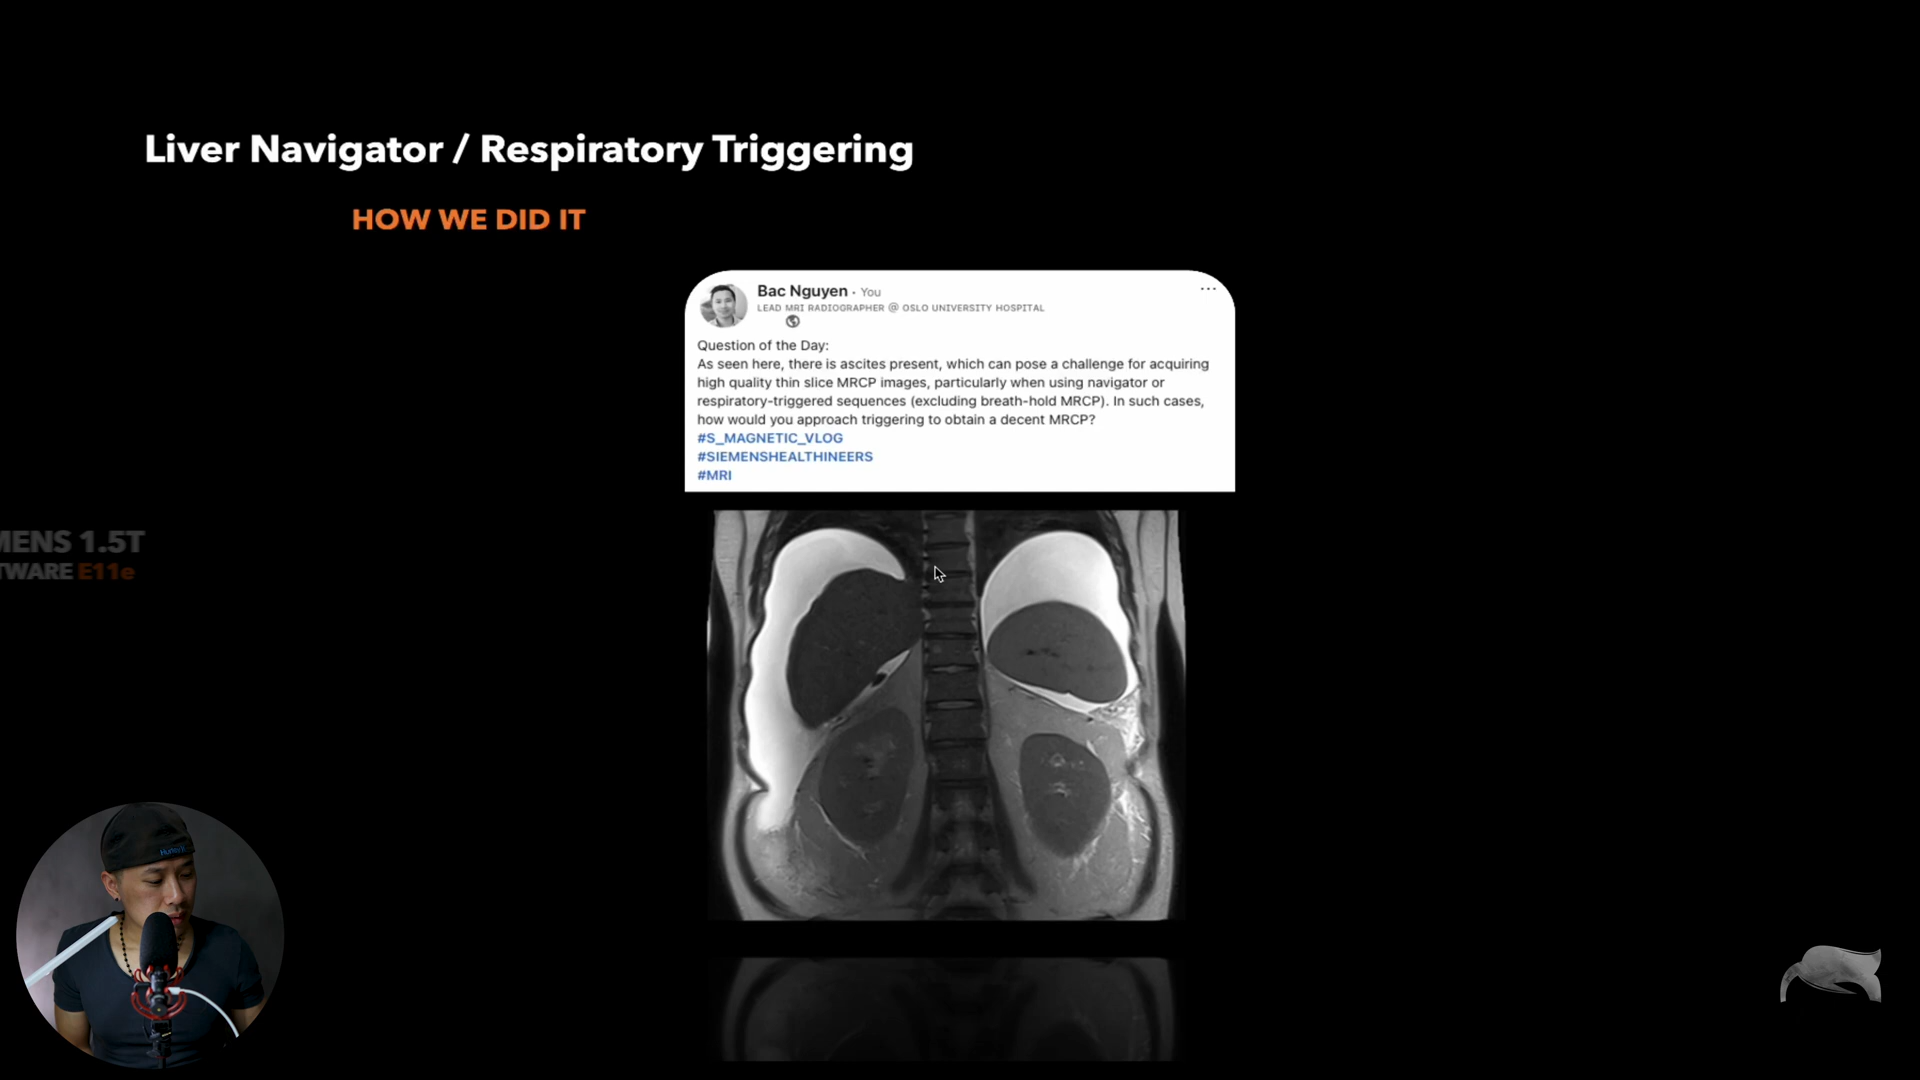 Liver Navigator / Respiratory Triggering
HOW WE DID IT
Bac Nguyen • You
LEAD MRI RADIOGRAPHER @ OSLO UNIVERSITY HOSPITAL
Question of the Day:
As seen here, there is ascites present, which can pose a challenge for acquiring
high quality thin slice MRCP images, particularly when using navigator or
respiratory-triggered sequences (excluding breath-hold MRCP). In such cases,
how would you approach triggering to obtain a decent MRCP?
#S_MAGNETIC_VLOG
#SIEMENSHEALTHINEERS
#MRI
MENS 1.5T
TWARE E11e
Hurley